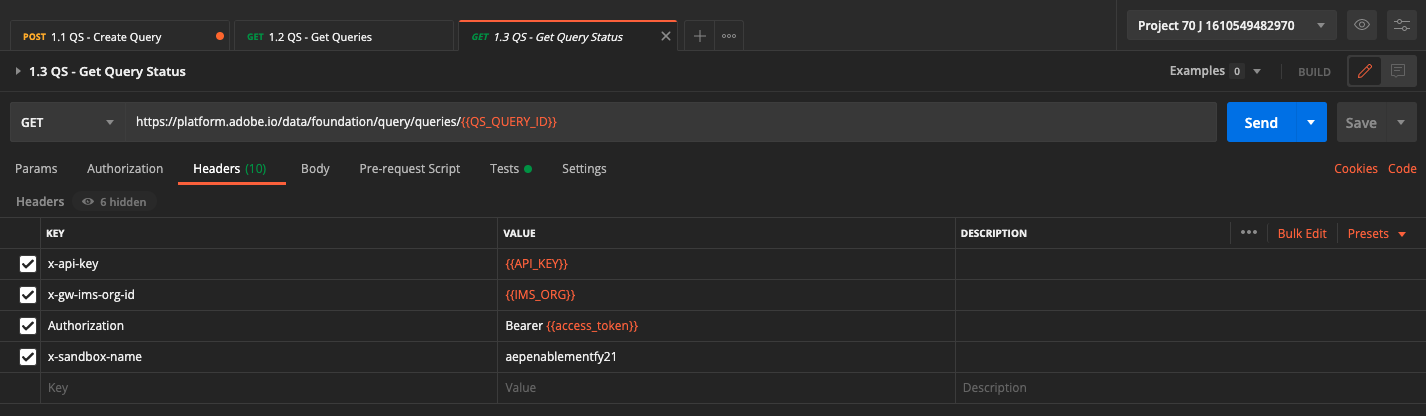 Project 70 J 1610549482970
POST 1.1 QS - Create Query
GET 1.2 QS - Get Queries
GET 1.3 QS - Get Query Status
1.3 QS - Get Query Status
Examples 0
BUILD
GET
https://platform.adobe.io/data/foundation/query/queries/{{QS_QUERY_ID}}
Send
Save
Params Authorization Headers (10) Body Pre-request Script Tests Settings
Cookies Code
Headers 6 hidden
KEY VALUE DESCRIPTION
Bulk Edit Presets
x-api-key {{API_KEY}}
x-gw-ims-org-id {{IMS_ORG}}
Authorization Bearer {{access_token}}
x-sandbox-name aepenablementfy21
Key Value Description